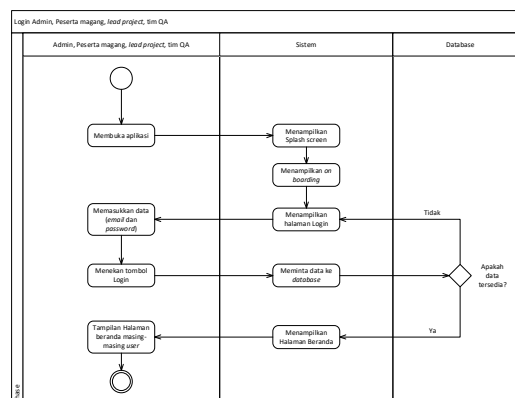 Login Admin, Peserta magang, lead project, tim QA
Admin, Peserta magang, lead project, tim QA
Sistem
Database
Membuka aplikasi
Menampilkan
Splash screen
Menampilkan on
boarding
Memasukkan data
(email dan
password)
Menampilkan
halaman Login
Tidak
Menekan tombol
Login
Meminta data ke
database
Apakah
data
tersedia?
Tampilan Halaman
beranda masing-
masing user
Menampilkan
Halaman Beranda
Ya
hase